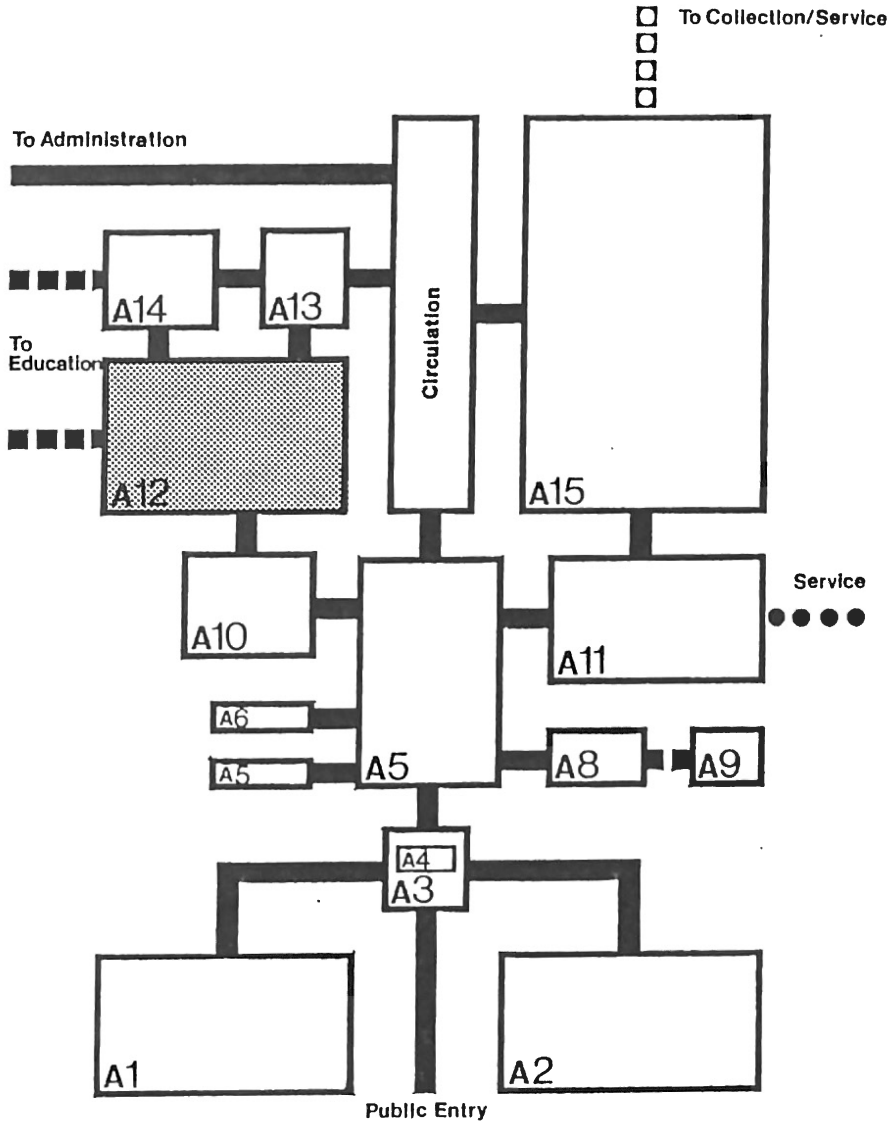 To Collection/Service
To Administration
A14
A13
Circulation
To
Education
A12
A15
A10
A11
Service
A6
A5
A5
A8
A9
A4
A3
A1
A2
Public Entry